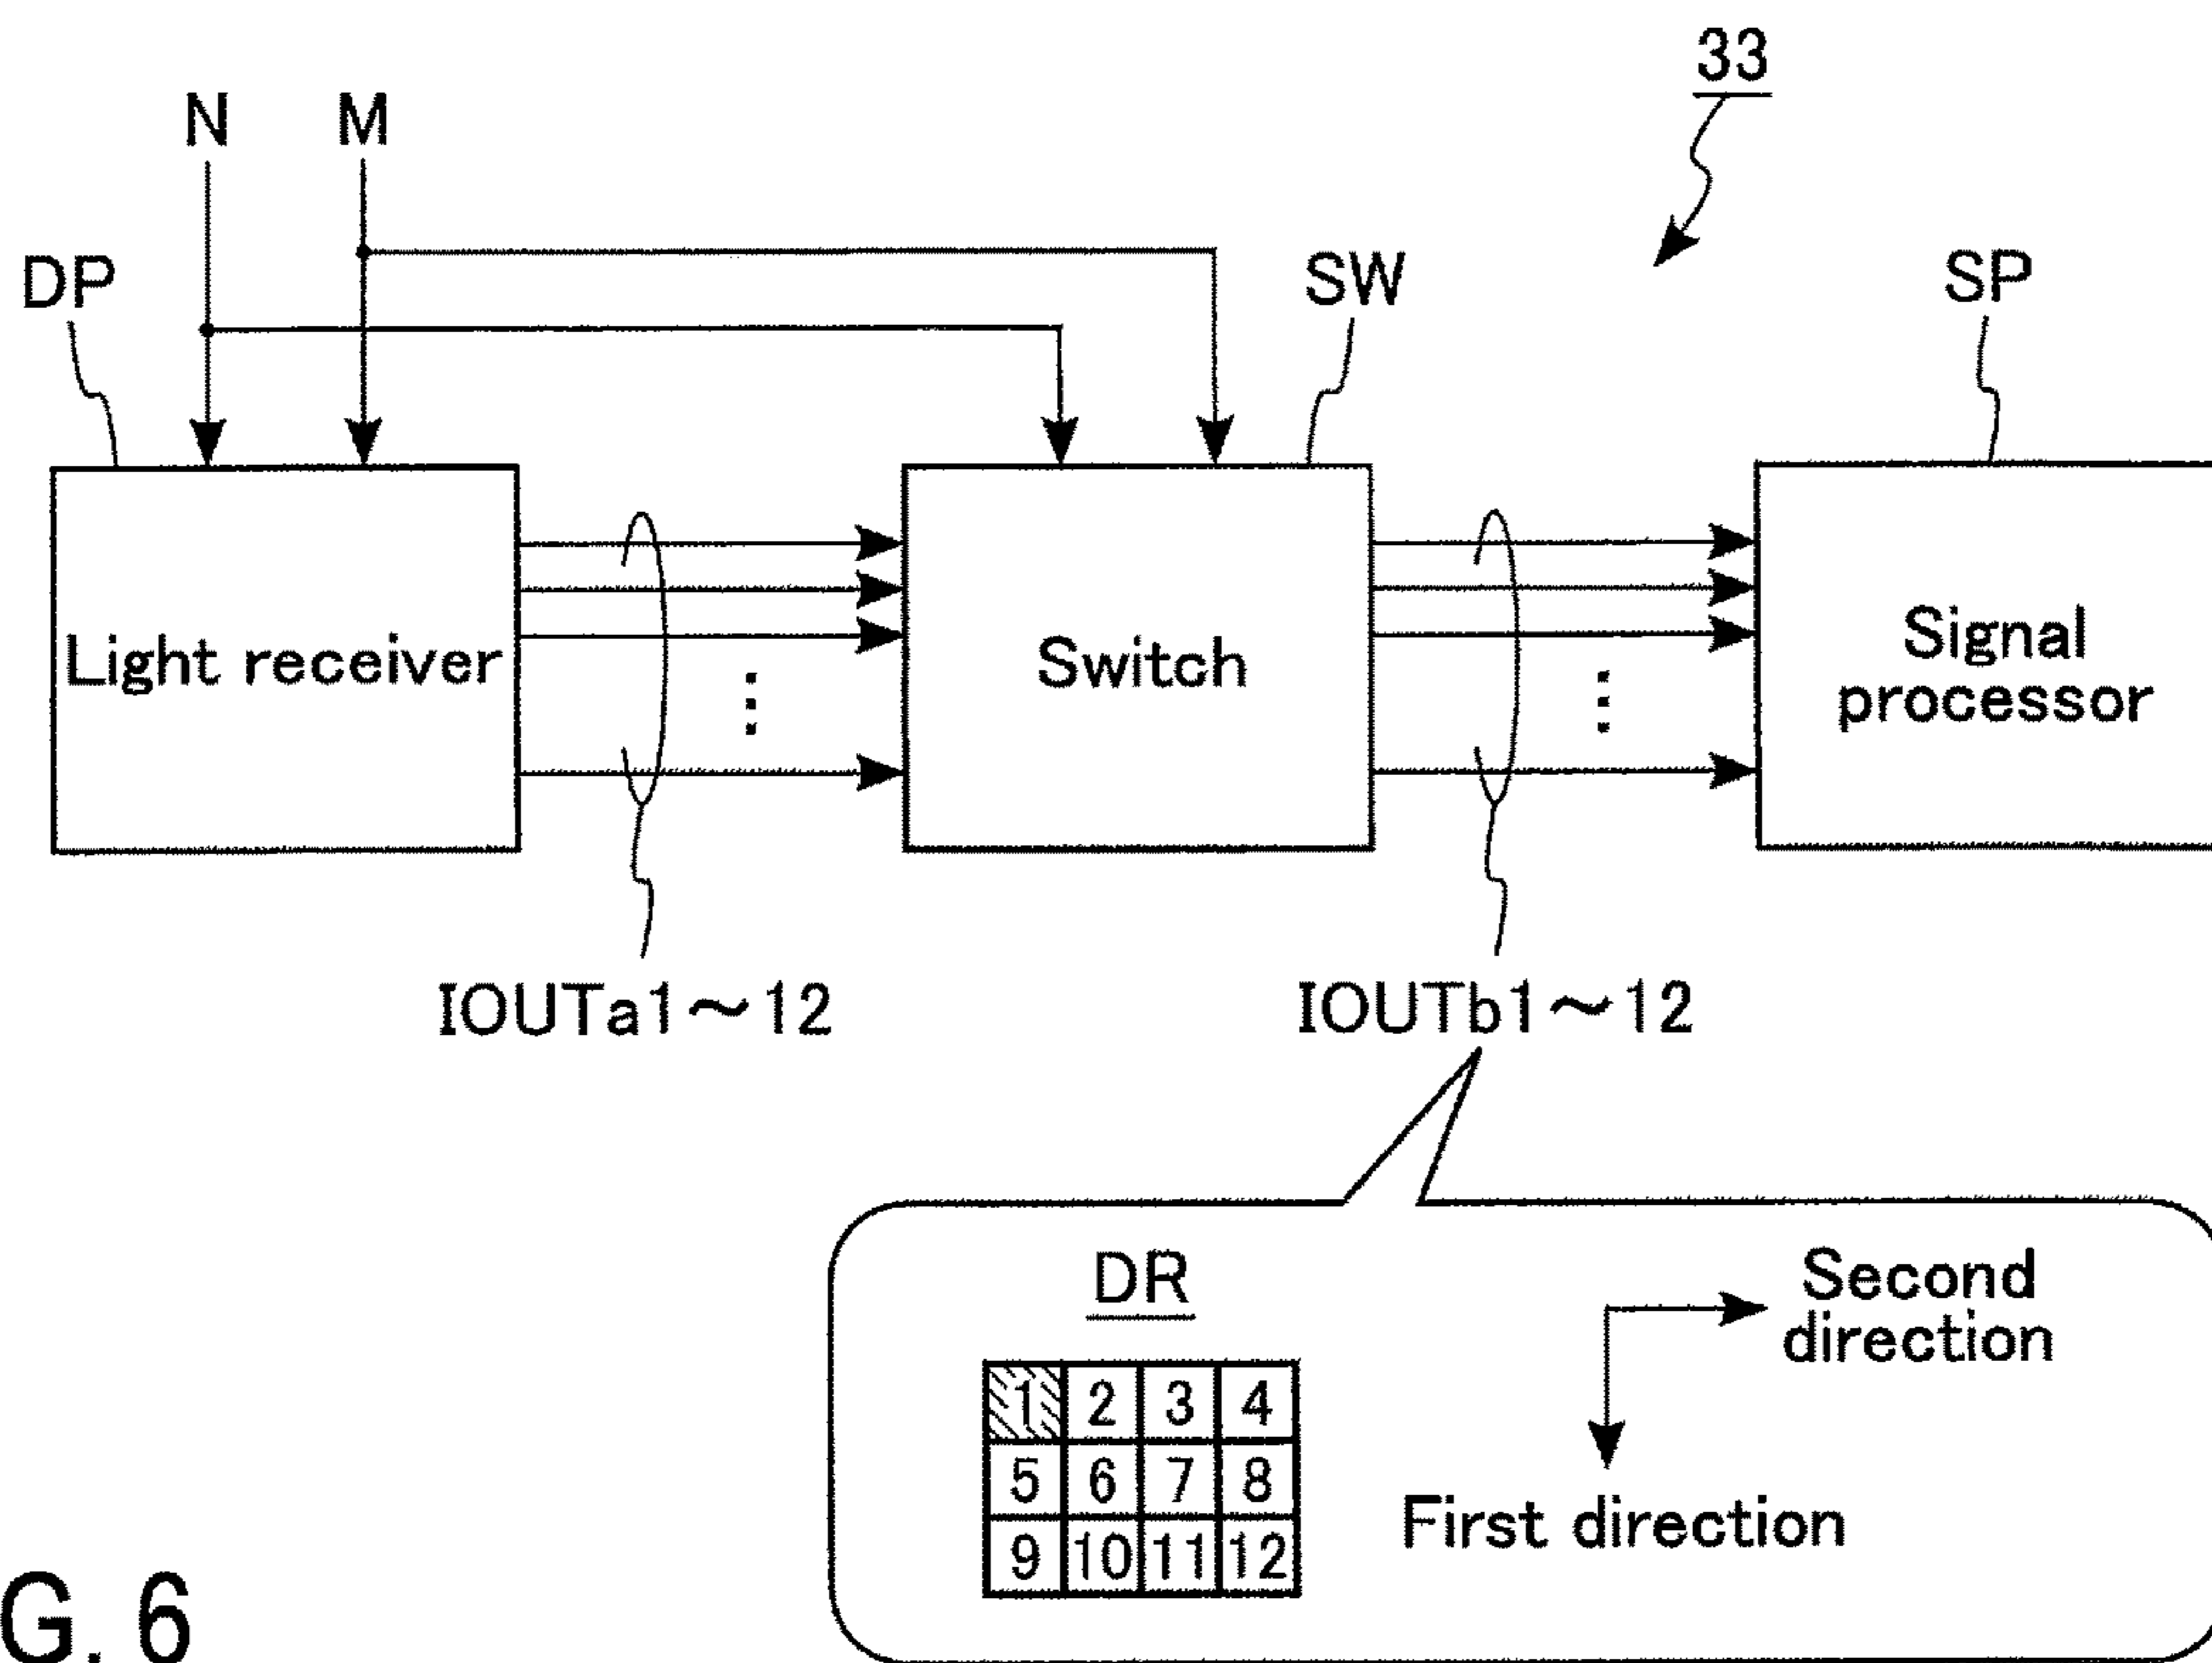 33
N M
DP
SW
SP
Light receiver
Switch
Signal
processor
IOUTa1～12
IOUTb1～12
DR
Second
direction
1 2 3 4
5 6 7 8
9 10 11 12
First direction
G. 6